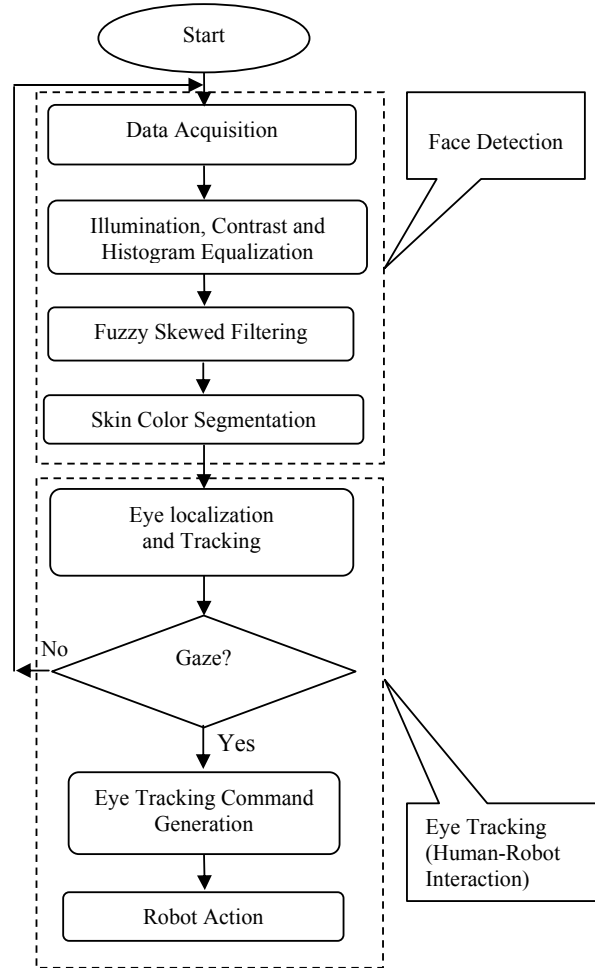 Start
Data Acquisition
Face Detection
Illumination, Contrast and
Histogram Equalization
Fuzzy Skewed Filtering
Skin Color Segmentation
Eye localization
and Tracking
Gaze?
No
Yes
Eye Tracking Command
Generation
Eye Tracking
(Human-Robot
Interaction)
Robot Action